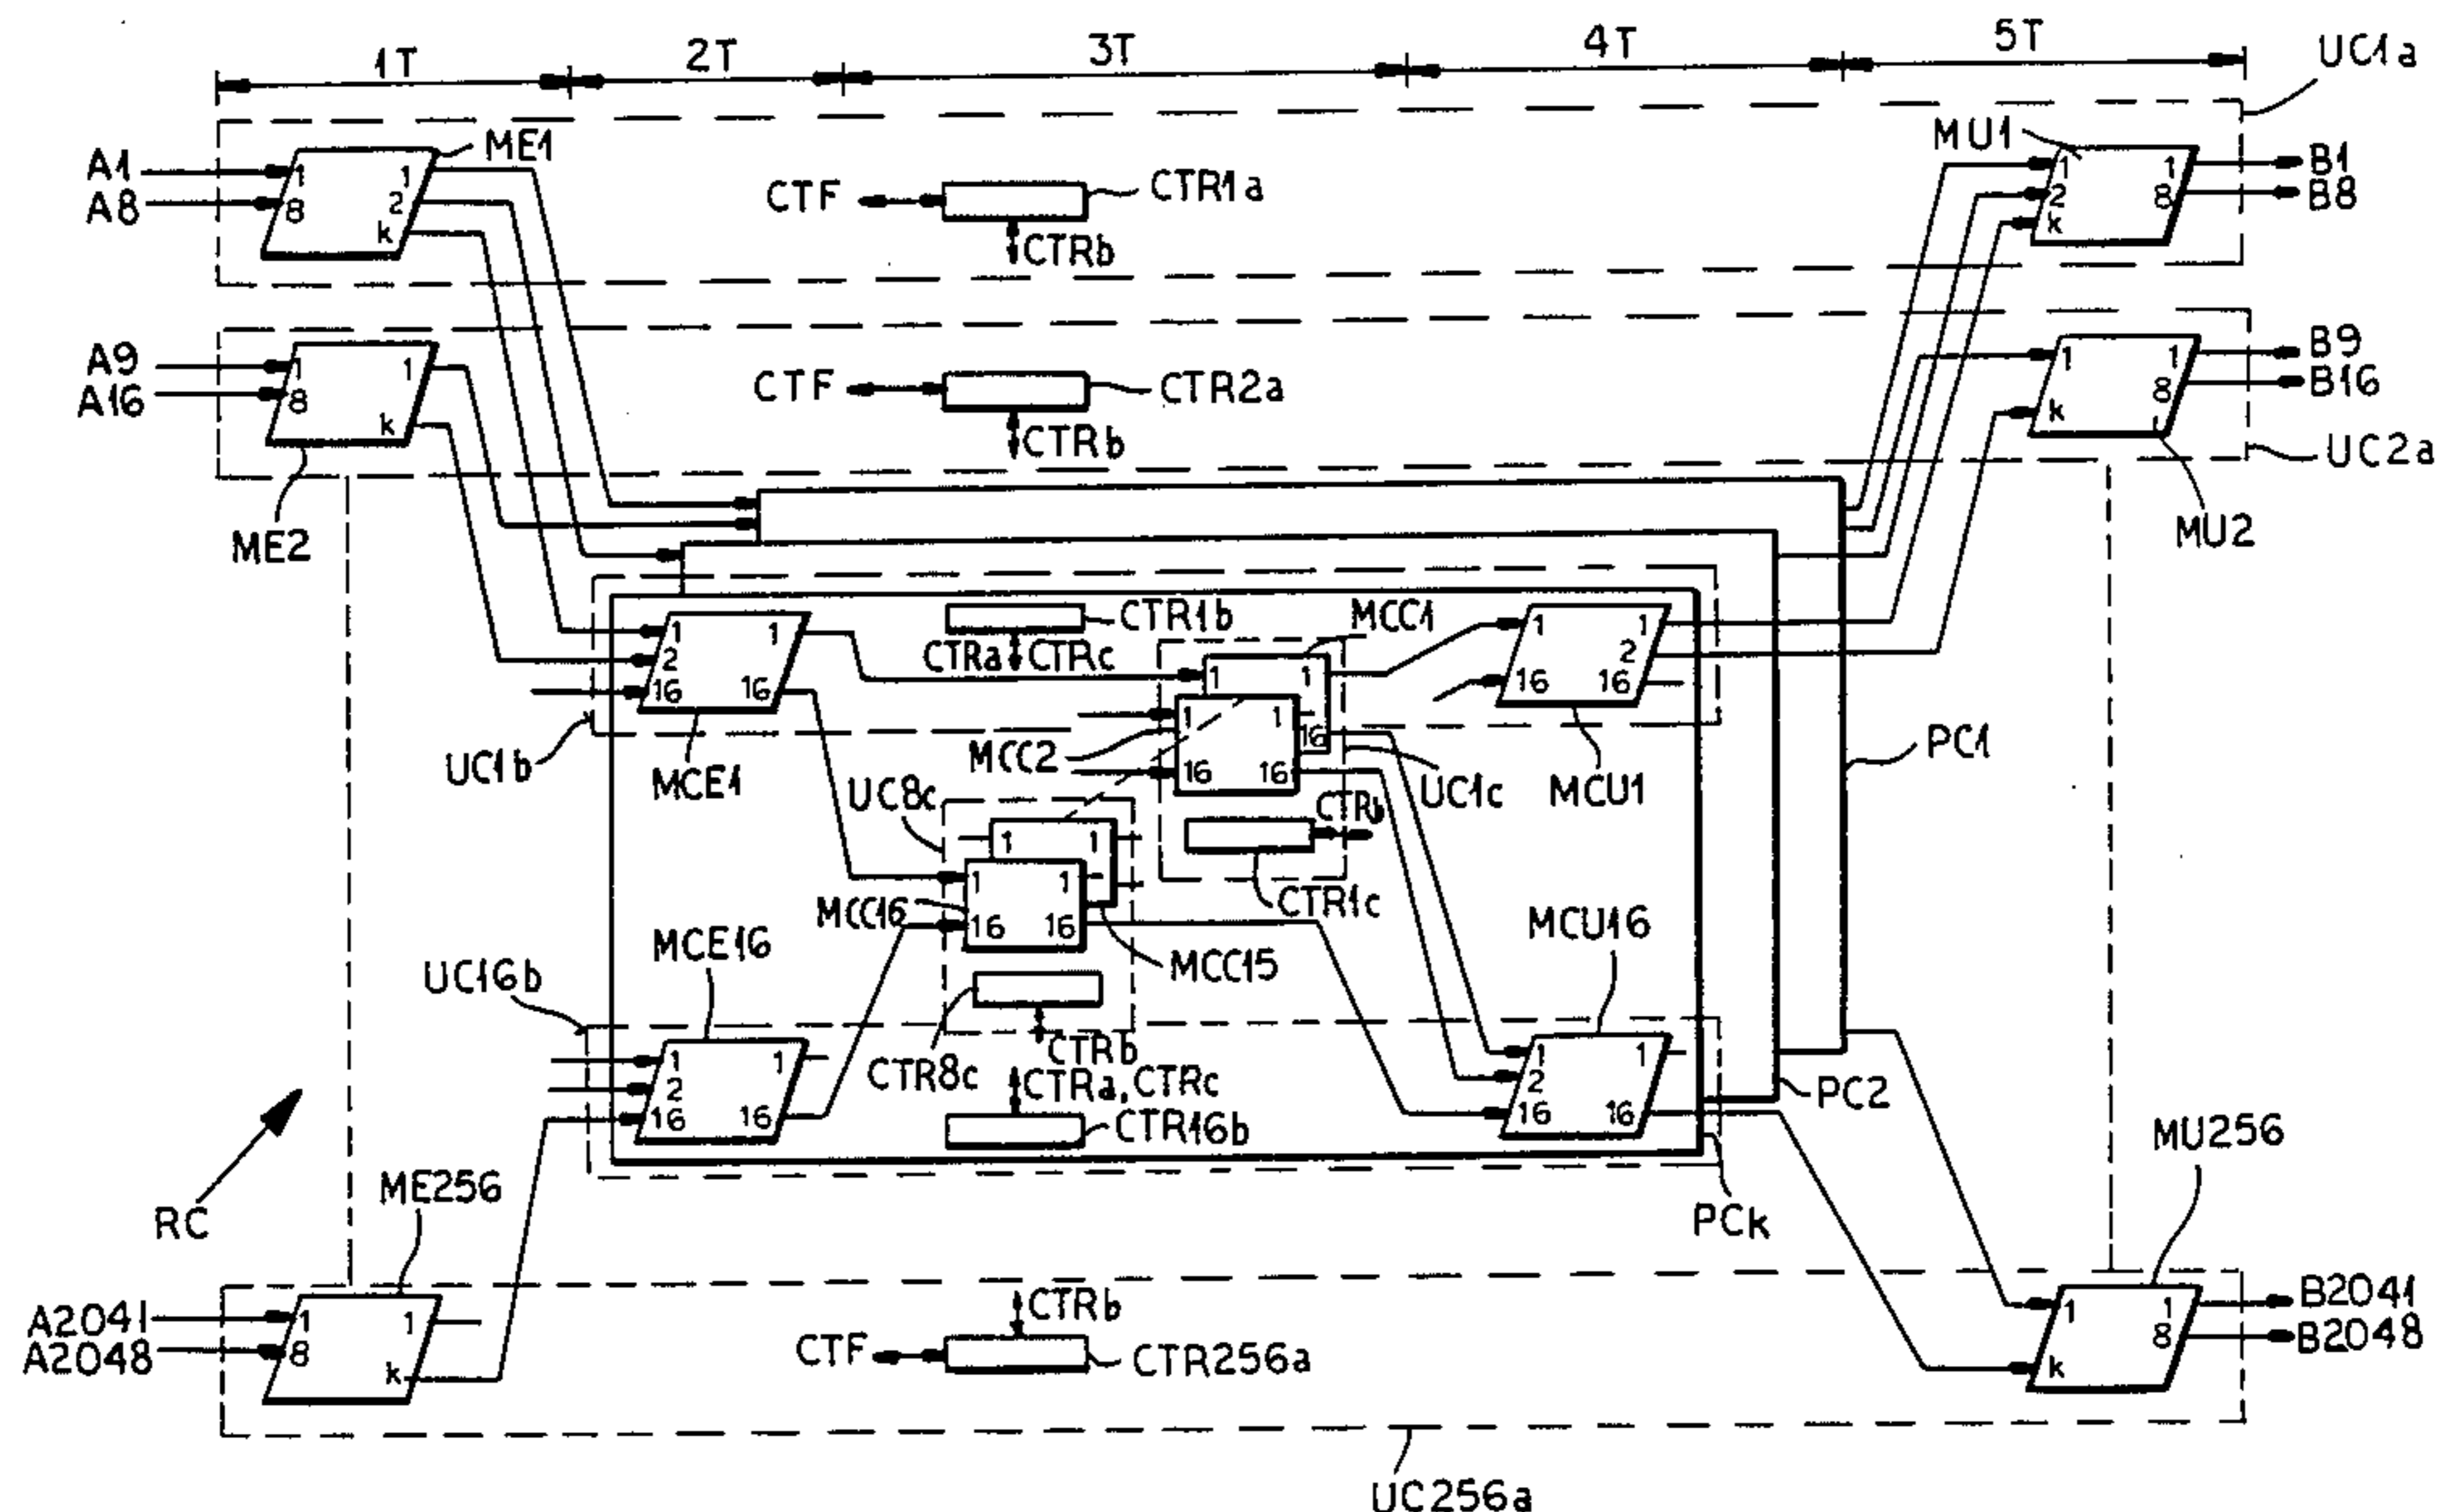 1T 2T 3T 4T 5T UC1a
A1 1 ME1 1 MU1 1 1 B1
A8 8 2 k CTF CTR1a 2 k 8 B8
CTRb
A9 1 1 1 1 B9
A16 8 k CTF CTR2a k 8 B16
CTRb
UC2a
ME2 MU2
CTR1b MCC1
1 1 CTRa CTRc 1 1 1 1
2 2
16 16 16 16
1 1
MCC2 16
UC1b MCE1 16 16 UC1c MCU1 PC1
UC8c CTRb
1 1
1 1
MCC16 CTR1c
16 16
MCE16 MCC15 MCU16
UC16b
CTRb
CTR8c CTRa, CTRc
1 1 1 1
2 2 PC2
16 16 CTR16b 16 16
MU256
ME256
RC PCk
CTRb
A2041 1 1 1 1 B2041
A2048 8 k CTF CTR256a k 8 B2048
UC256a